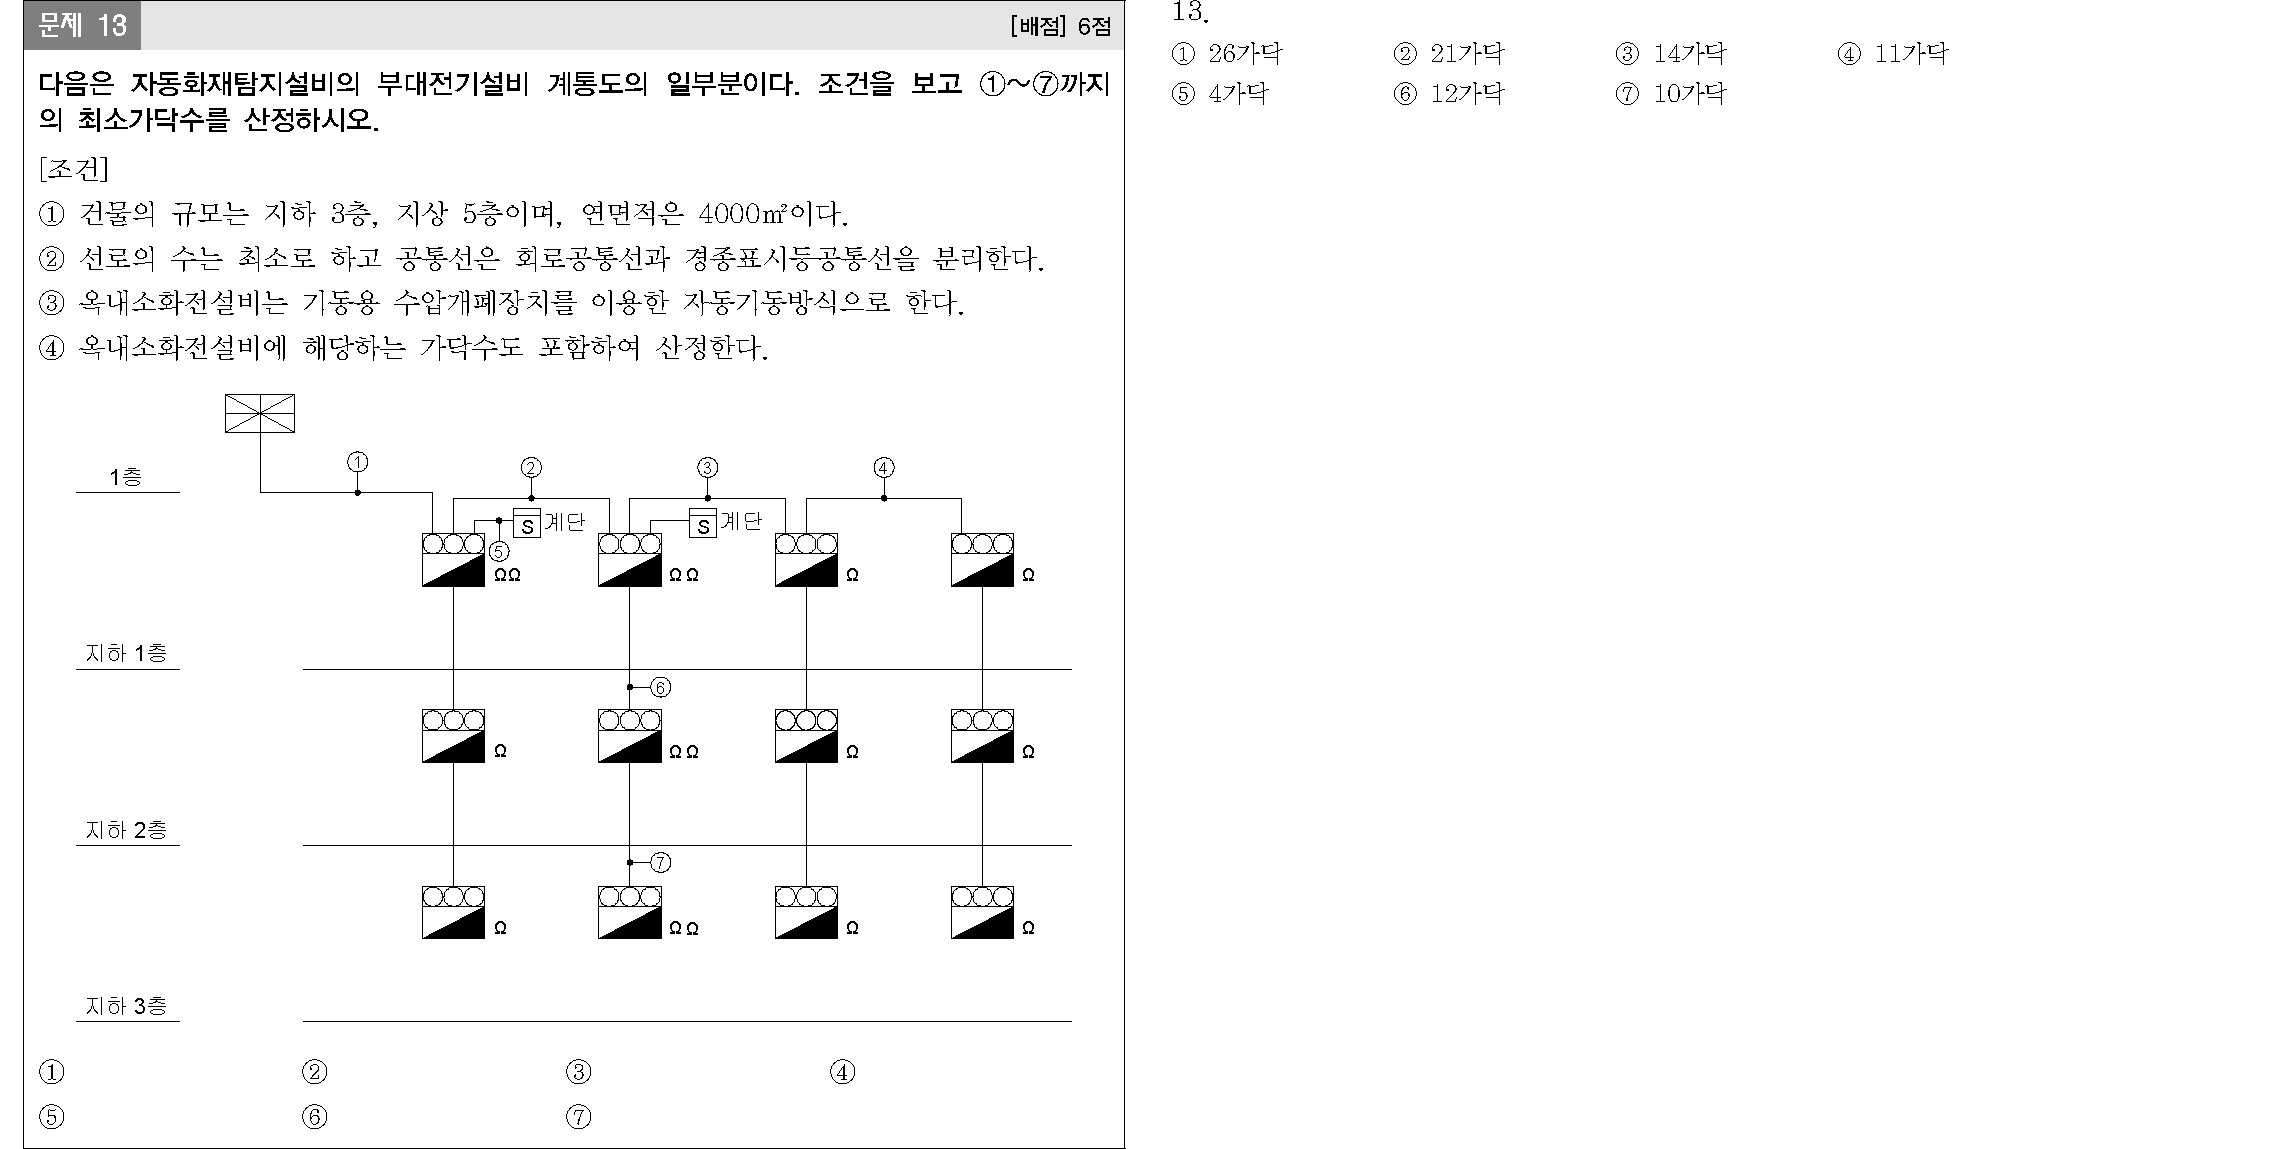 문제 13
[배점] 6점
다음은 자동화재탐지설비의 부대전기설비 계통도의 일부분이다. 조건을 보고 ①~⑦까지
의 최소가닥수를 산정하시오.
[조건]
① 건물의 규모는 지하 3층, 지상 5층이며, 연면적은 4000㎡이다.
② 선로의 수는 최소로 하고 공통선은 회로공통선과 경종표시등공통선을 분리한다.
③ 옥내소화전설비는 기동용 수압개폐장치를 이용한 자동기동방식으로 한다.
④ 옥내소화전설비에 해당하는 가닥수도 포함하여 산정한다.
1층
① ② ③ ④
S 계단 S 계단
⑤
ΩΩ Ω Ω Ω Ω
지하 1층
⑥
Ω Ω Ω Ω Ω
지하 2층
⑦
Ω Ω Ω Ω Ω
지하 3층
① ② ③ ④
⑤ ⑥ ⑦
13.
① 26가닥 ② 21가닥 ③ 14가닥 ④ 11가닥
⑤ 4가닥 ⑥ 12가닥 ⑦ 10가닥